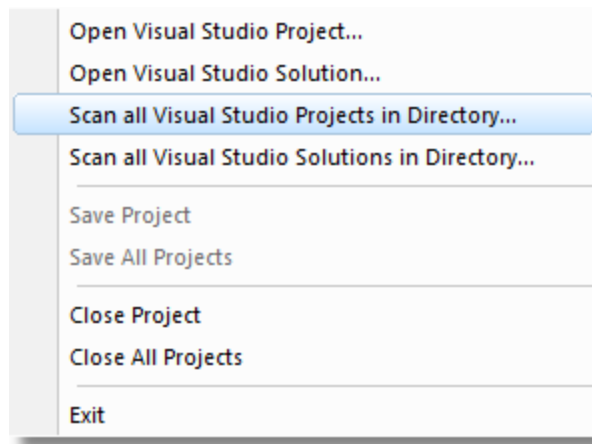 Open Visual Studio Project...
Open Visual Studio Solution...
Scan all Visual Studio Projects in Directory...
Scan all Visual Studio Solutions in Directory...
Save Project
Save All Projects
Close Project
Close All Projects
Exit